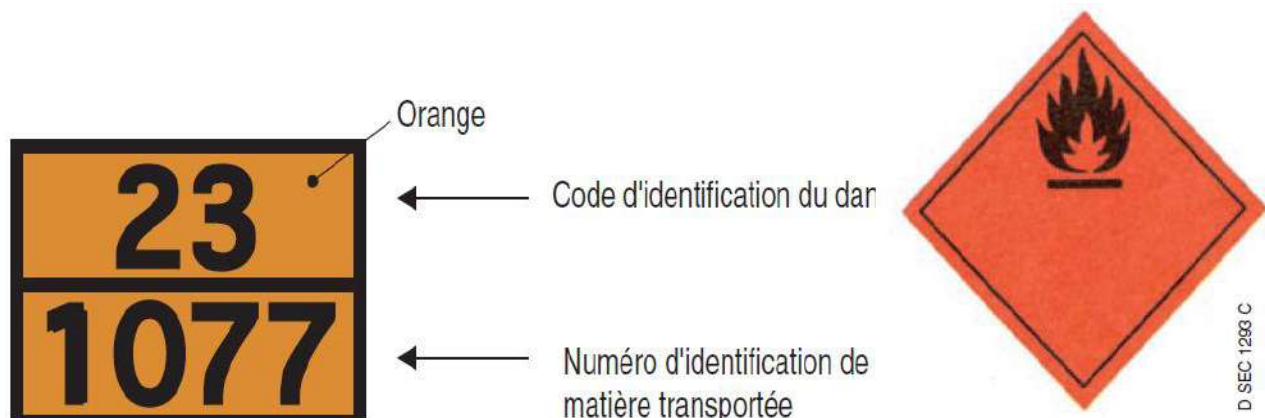 Orange
23
Code d'identification du dan
1077
Numéro d'identification de
matière transportée
D SEC 1293 C